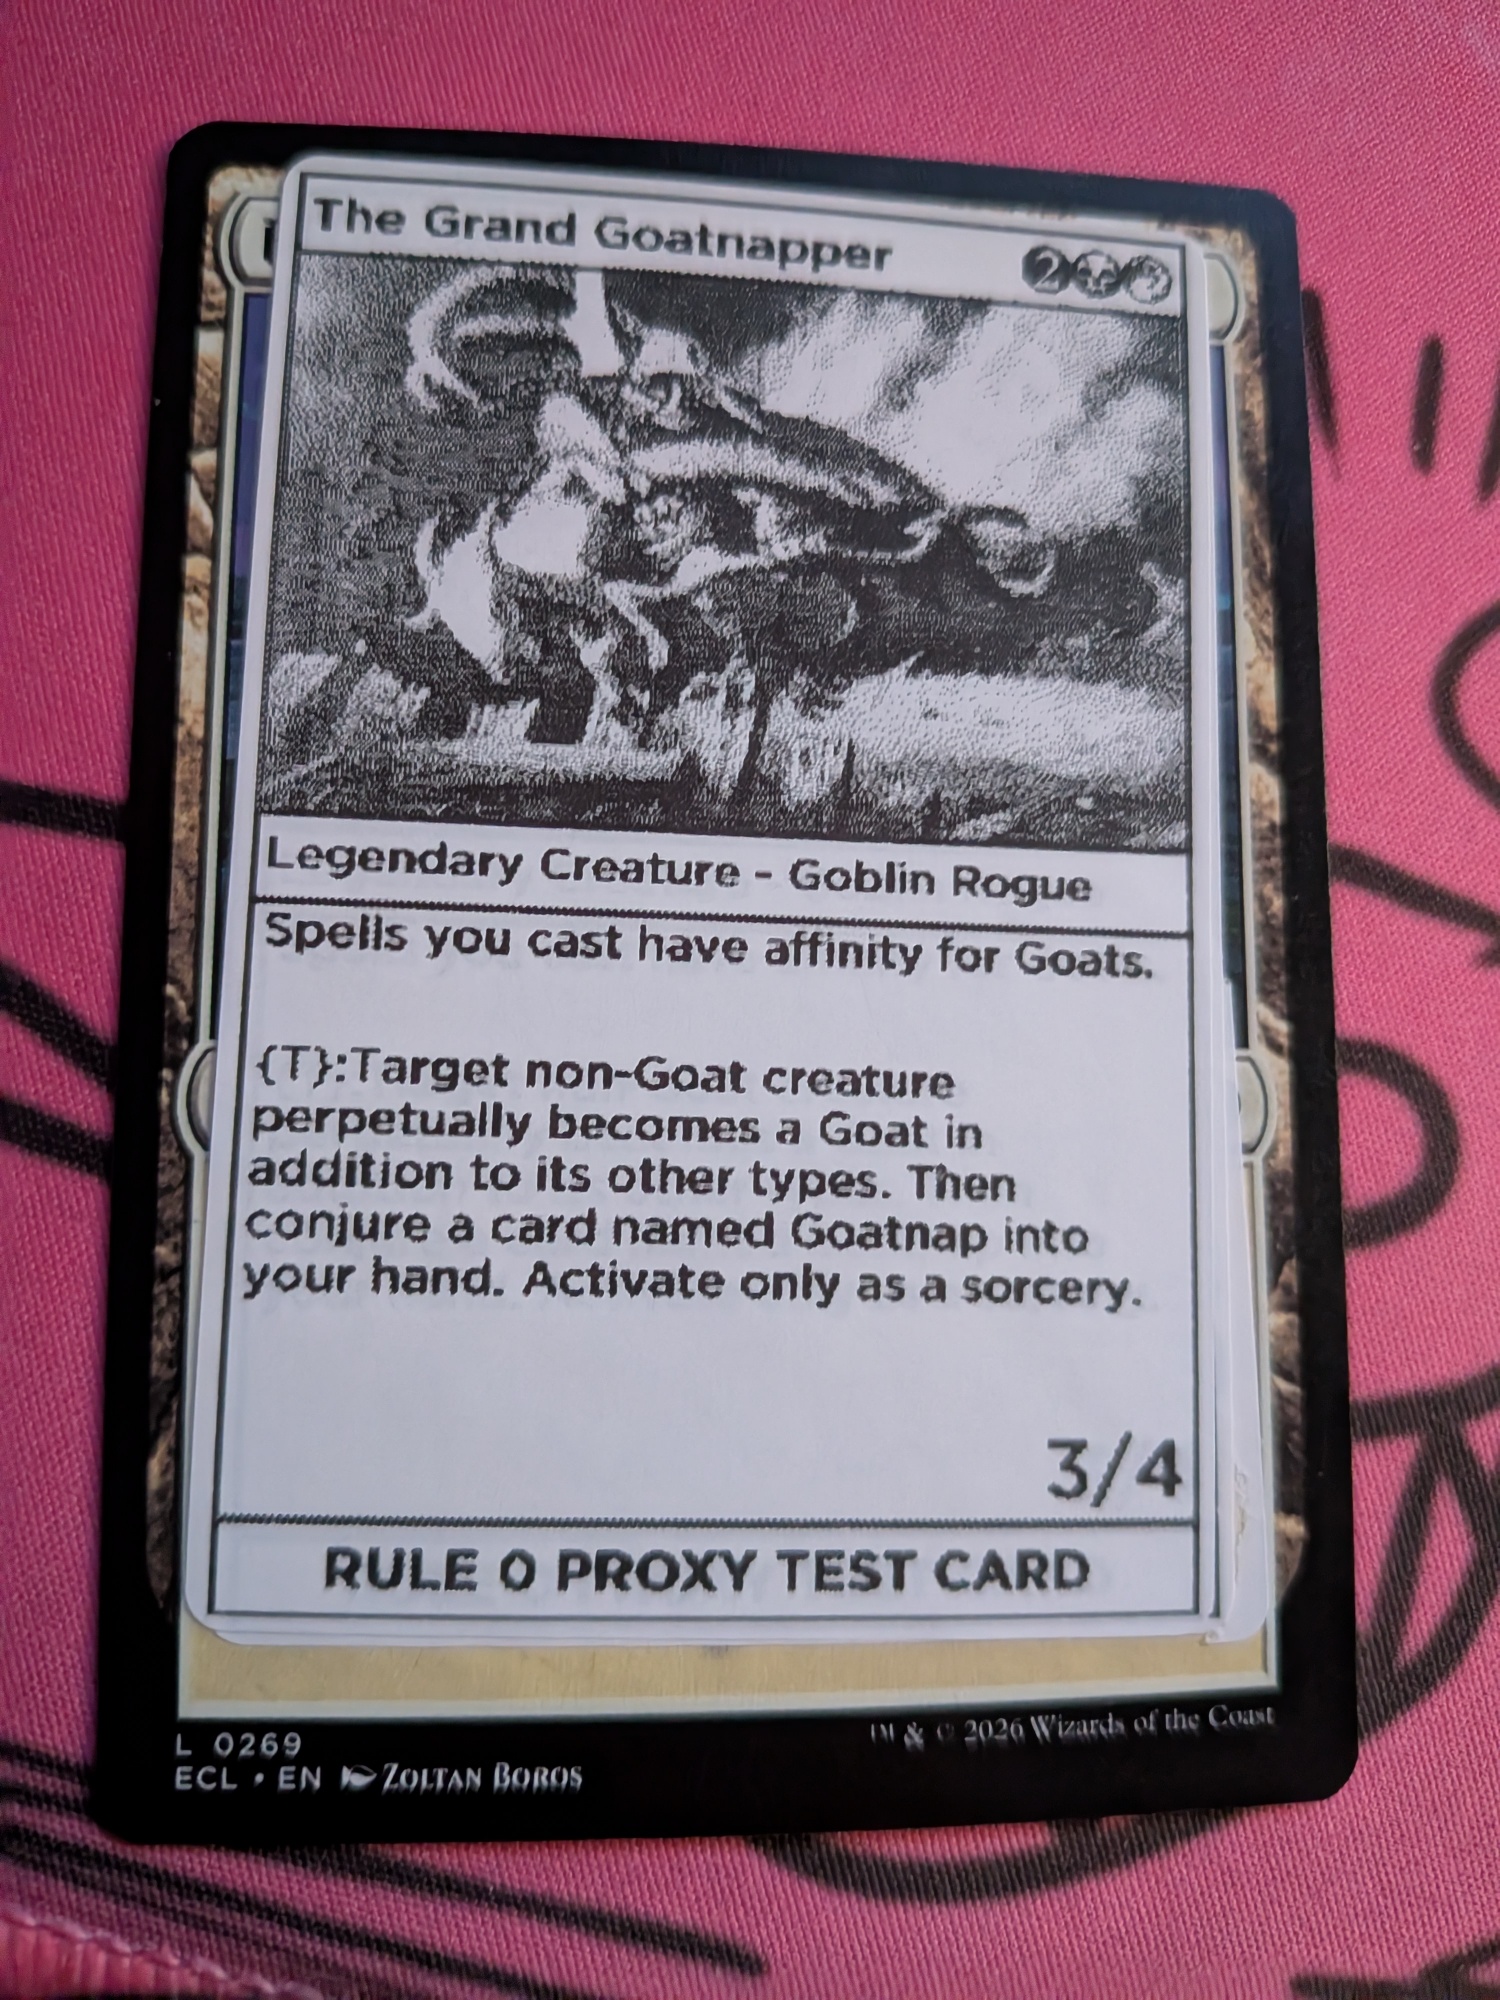 The Grand Goatnapper 2
Legendary Creature - Goblin Rogue
Spells you cast have affinity for Goats.
{T}:Target non-Goat creature
perpetually becomes a Goat in
addition to its other types. Then
conjure a card named Goatnap into
your hand. Activate only as a sorcery.
3/4
RULE 0 PROXY TEST CARD
L 0269
ECL • EN ZOLTAN BOROS
™ & © 2026 Wizards of the Coast